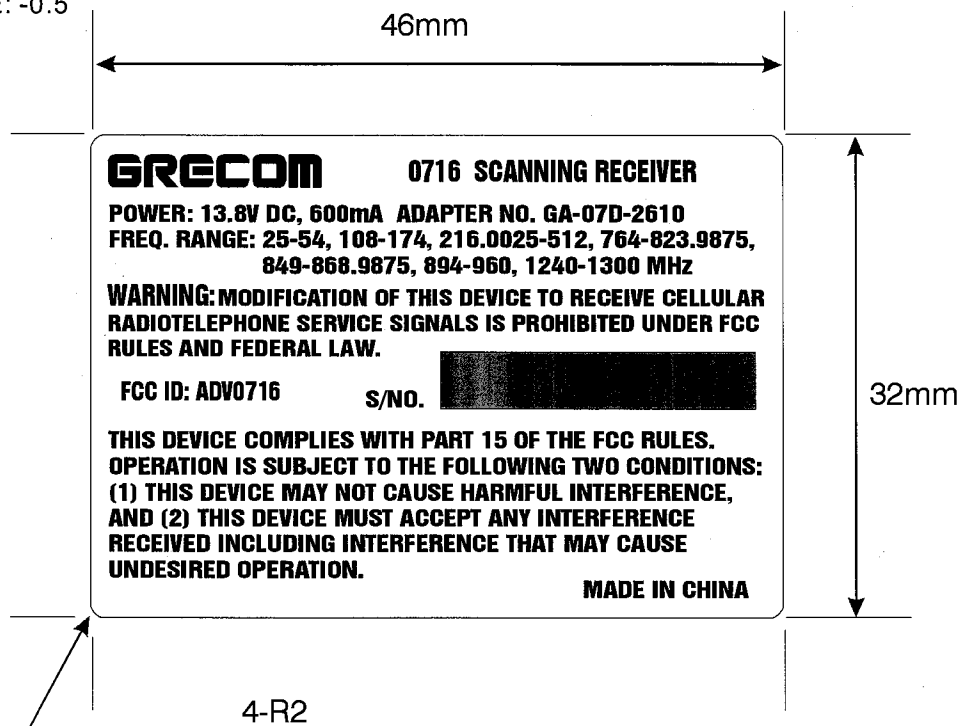 : -0.5
46mm
GRECOM 0716 SCANNING RECEIVER
POWER: 13.8V DC, 600mA ADAPTER NO. GA-07D-2610
FREQ. RANGE: 25-54, 108-174, 216.0025-512, 764-823.9875,
849-868.9875, 894-960, 1240-1300 MHz
WARNING: MODIFICATION OF THIS DEVICE TO RECEIVE CELLULAR
RADIOTELEPHONE SERVICE SIGNALS IS PROHIBITED UNDER FCC
RULES AND FEDERAL LAW.
FCC ID: ADV0716 S/NO.
32mm
THIS DEVICE COMPLIES WITH PART 15 OF THE FCC RULES.
OPERATION IS SUBJECT TO THE FOLLOWING TWO CONDITIONS:
(1) THIS DEVICE MAY NOT CAUSE HARMFUL INTERFERENCE,
AND (2) THIS DEVICE MUST ACCEPT ANY INTERFERENCE
RECEIVED INCLUDING INTERFERENCE THAT MAY CAUSE
UNDESIRED OPERATION.
MADE IN CHINA
4-R2